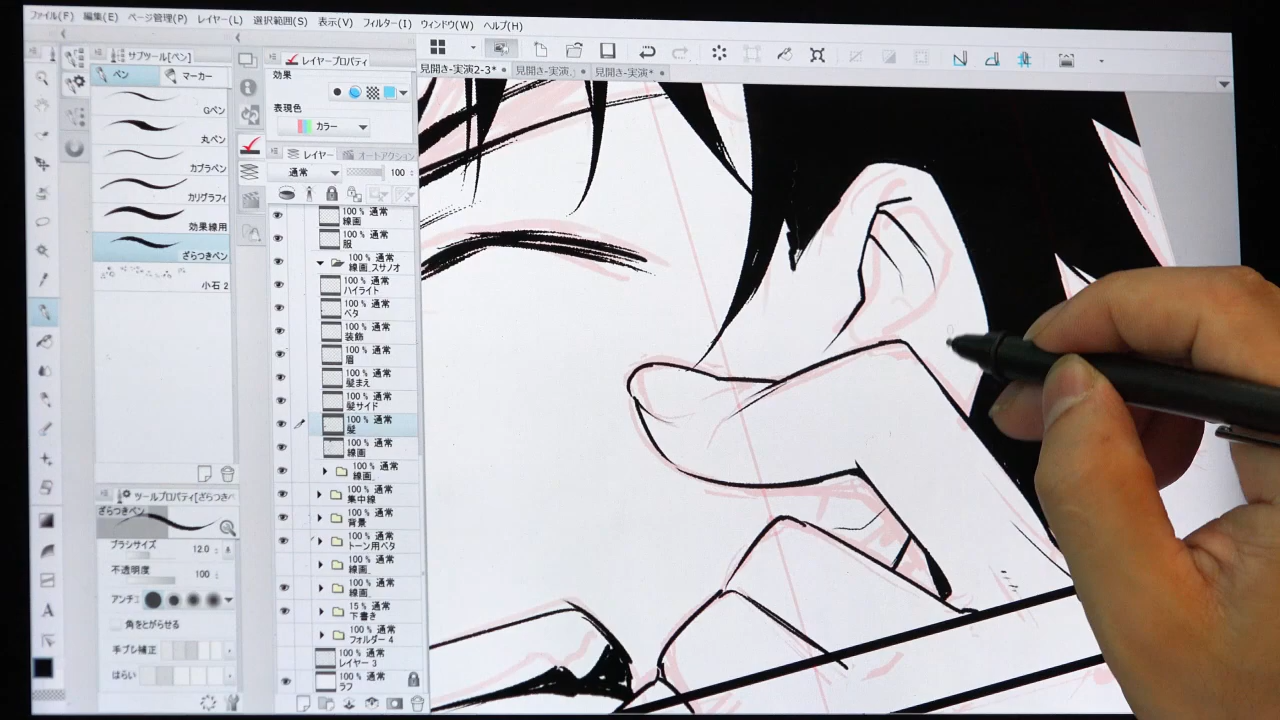 ファイル(F) 編集(E) ページ管理(P) レイヤー(L) 選択範囲(S) 表示(V) フィルター(I) ウィンドウ(W) ヘルプ(H)
サブツール[ペン]
ペン マーカー
Gペン
丸ペン
カブラペン
カリグラフィ
効果線用
ざらつきペン
小石 2
ツールプロパティ[ざらつきペ
ざらつきペン
ブラシサイズ 12.0
不透明度 100
アンチ
角をとがらせる
手ブレ補正
はらい
レイヤープロパティ
効果
表現色
カラー
レイヤー オートアクション
通常 100
100 % 通常
線画
100 % 通常
服
100 % 通常
線画 スサノオ
100 % 通常
ハイライト
100 % 通常
ベタ
100 % 通常
装飾
100 % 通常
眉
100 % 通常
髪まえ
100 % 通常
髪サイド
100 % 通常
髪
100 % 通常
線画
100 % 通常
線画_
100 % 通常
集中線
100 % 通常
背景
100 % 通常
トーン用ベタ
100 % 通常
線画_
100 % 通常
線画_
15 % 通常
下書き
100 % 通常
フォルダー 4
100 % 通常
レイヤー 3
100 % 通常
ラフ
見開き-実演2-3* 見開き-実演. 見開き-実演*